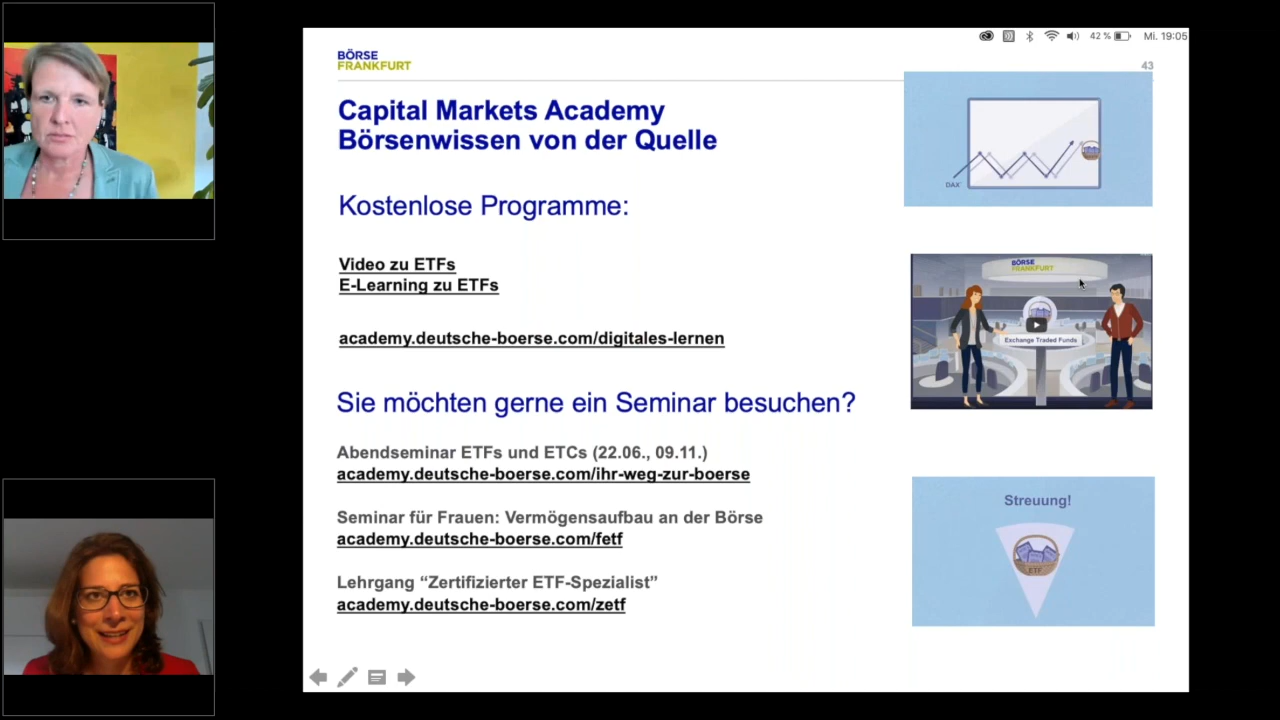 42 %
Mi. 19:05
BÖRSE
FRANKFURT
43
Capital Markets Academy
Börsenwissen von der Quelle
Kostenlose Programme:
Video zu ETFs
E-Learning zu ETFs
academy.deutsche-boerse.com/digitales-lernen
Sie möchten gerne ein Seminar besuchen?
Abendseminar ETFs und ETCs (22.06., 09.11.)
academy.deutsche-boerse.com/ihr-weg-zur-boerse
Seminar für Frauen: Vermögensaufbau an der Börse
academy.deutsche-boerse.com/fetf
Lehrgang “Zertifizierter ETF-Spezialist”
academy.deutsche-boerse.com/zetf
DAX
BÖRSE
FRANKFURT
Exchange Traded Funds
Streuung!
ETF